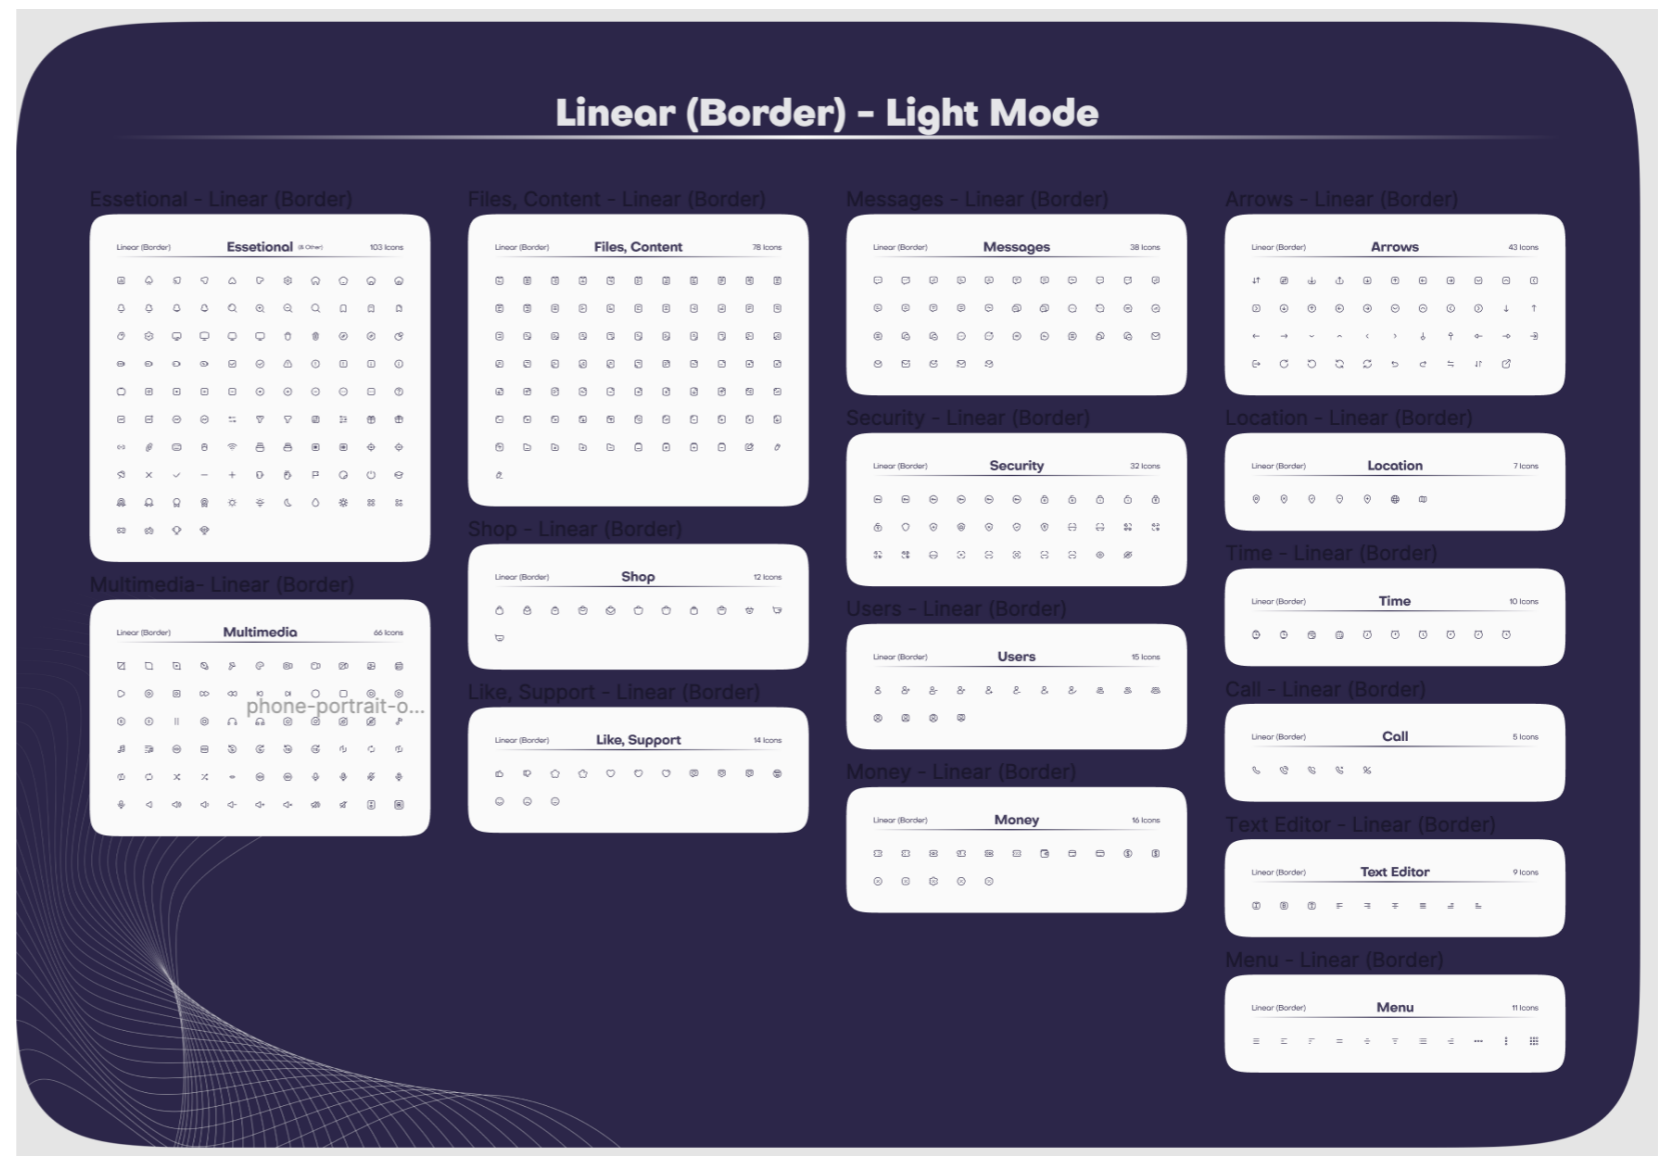 Linear (Border) - Light Mode
Essetional - Linear (Border)
Linear (Border) Essetional (& Other) 103 Icons
Multimedia- Linear (Border)
Linear (Border) Multimedia 66 Icons
phone-portrait-o...
Files, Content - Linear (Border)
Linear (Border) Files, Content 78 Icons
Shop - Linear (Border)
Linear (Border) Shop 12 Icons
Like, Support - Linear (Border)
Linear (Border) Like, Support 14 Icons
Messages - Linear (Border)
Linear (Border) Messages 38 Icons
Security - Linear (Border)
Linear (Border) Security 32 Icons
Users - Linear (Border)
Linear (Border) Users 15 Icons
Money - Linear (Border)
Linear (Border) Money 16 Icons
Arrows - Linear (Border)
Linear (Border) Arrows 43 Icons
Location - Linear (Border)
Linear (Border) Location 7 Icons
Time - Linear (Border)
Linear (Border) Time 10 Icons
Call - Linear (Border)
Linear (Border) Call 5 Icons
Text Editor - Linear (Border)
Linear (Border) Text Editor 9 Icons
Menu - Linear (Border)
Linear (Border) Menu 11 Icons